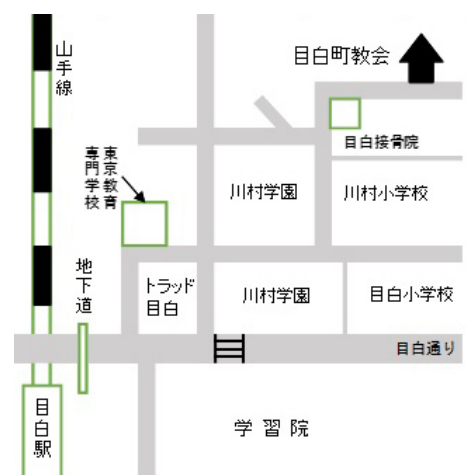 山手線
目白町教会
目白接骨院
東京教育
専門学校
川村学園
川村小学校
地下道
トラッド
目白
川村学園
目白小学校
目白通り
目白駅
学習院